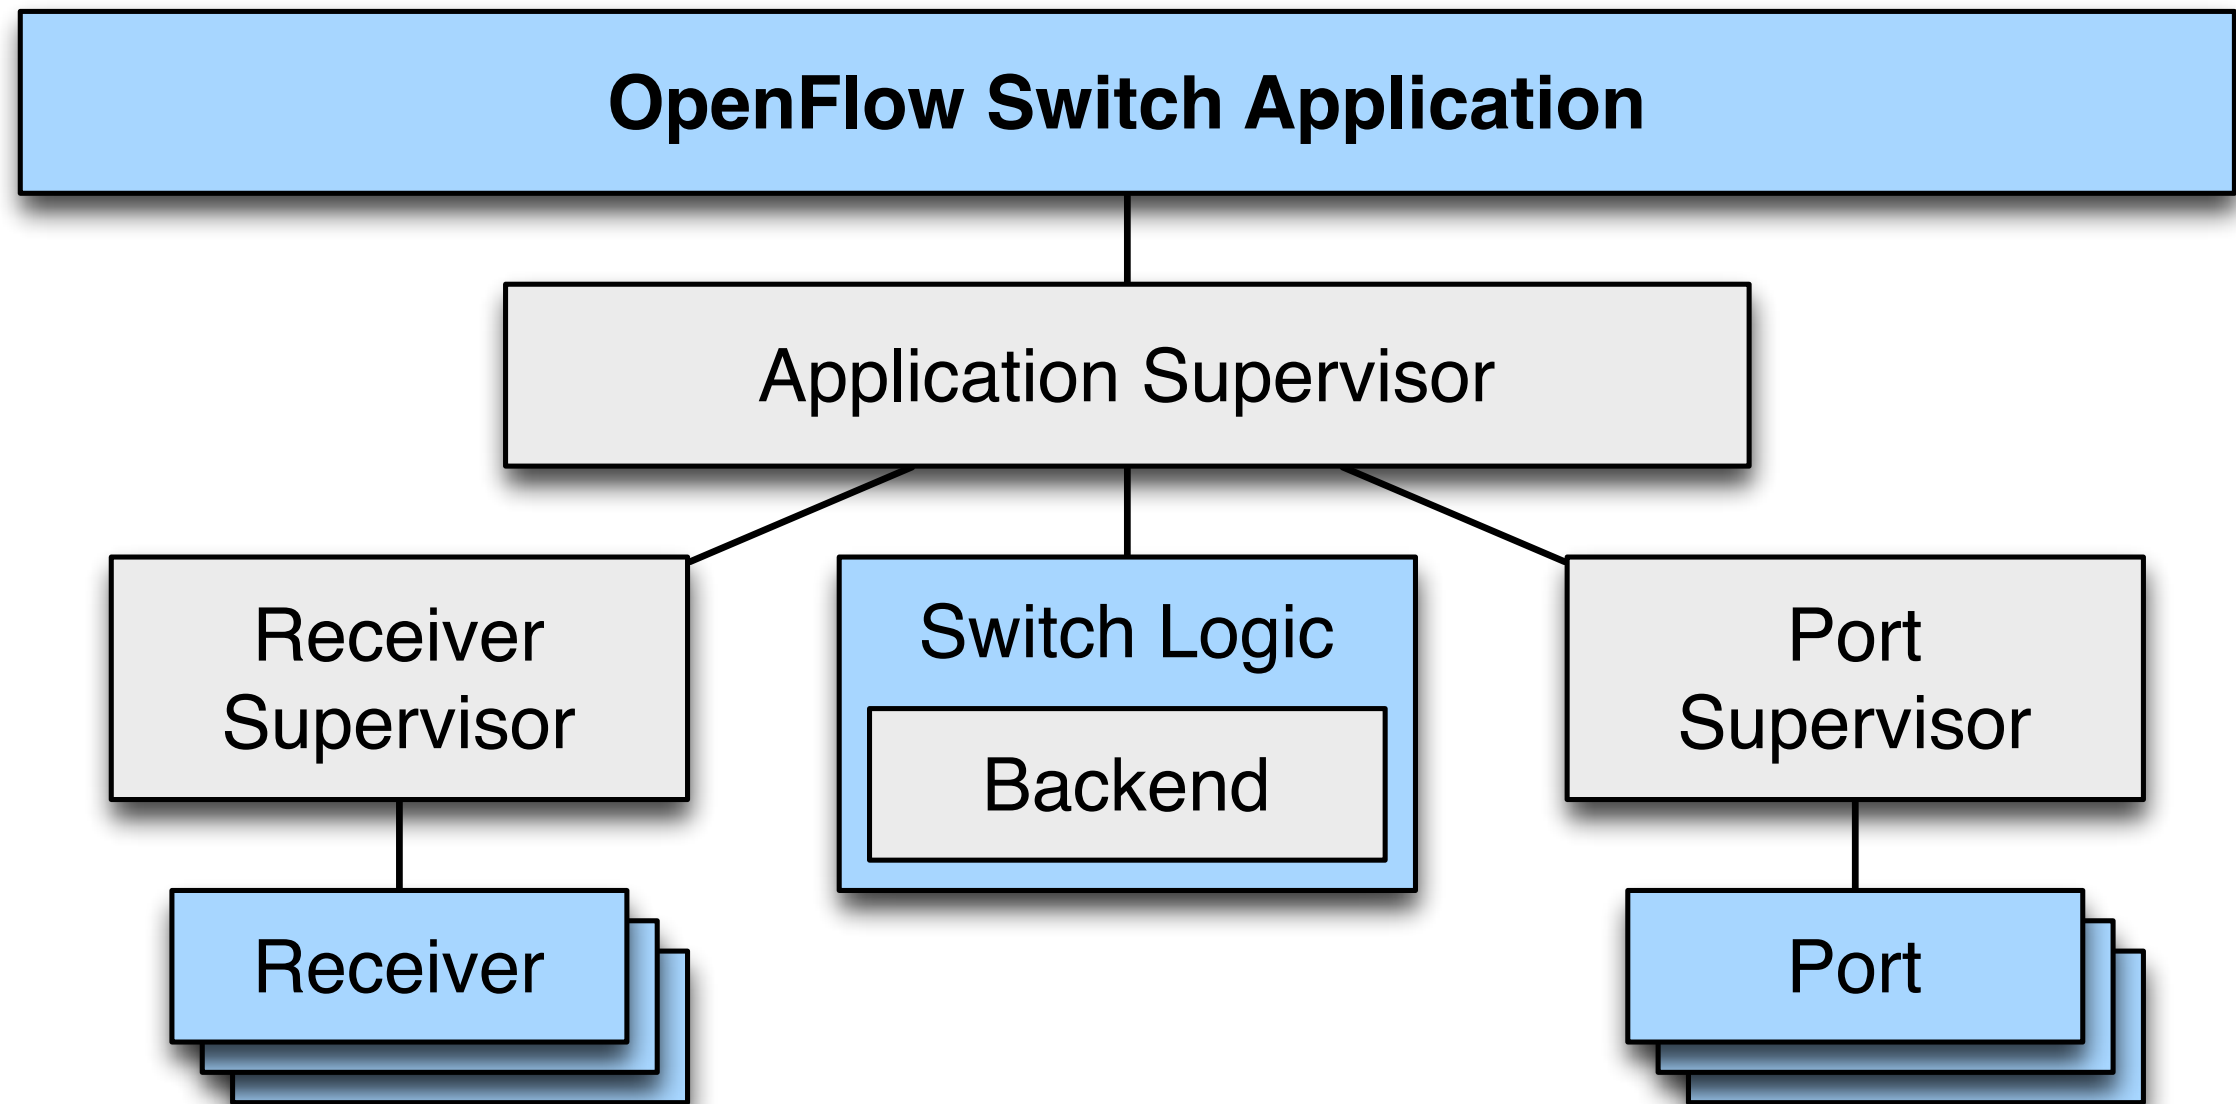 OpenFlow Switch Application
Application Supervisor
Receiver
Supervisor
Switch Logic
Backend
Port
Supervisor
Receiver
Port